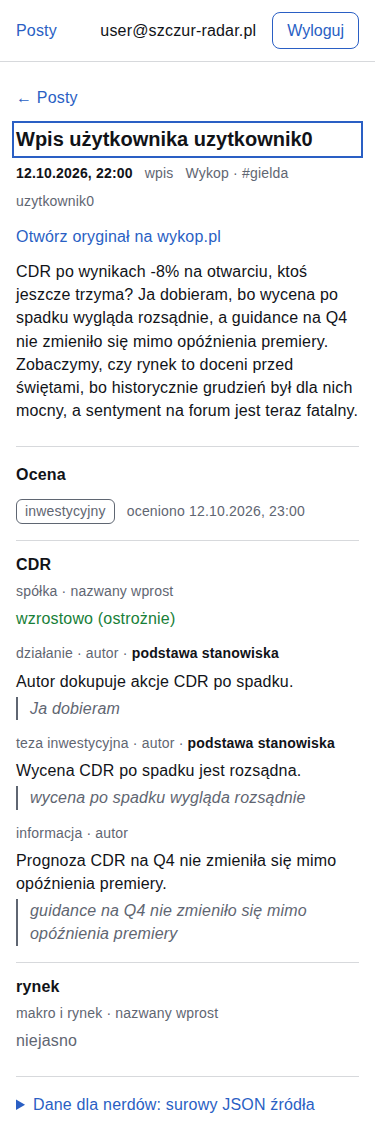 Posty
user@szczur-radar.pl
Wyloguj
← Posty
Wpis użytkownika uzytkownik0
12.10.2026, 22:00 wpis Wykop · #gielda
uzytkownik0
Otwórz oryginał na wykop.pl
CDR po wynikach -8% na otwarciu, ktoś
jeszcze trzyma? Ja dobieram, bo wycena po
spadku wygląda rozsądnie, a guidance na Q4
nie zmieniło się mimo opóźnienia premiery.
Zobaczymy, czy rynek to doceni przed
świętami, bo historycznie grudzień był dla nich
mocny, a sentyment na forum jest teraz fatalny.
Ocena
inwestycyjny oceniono 12.10.2026, 23:00
CDR
spółka · nazwany wprost
wzrostowo (ostrożnie)
działanie · autor · podstawa stanowiska
Autor dokupuje akcje CDR po spadku.
Ja dobieram
teza inwestycyjna · autor · podstawa stanowiska
Wycena CDR po spadku jest rozsądna.
wycena po spadku wygląda rozsądnie
informacja · autor
Prognoza CDR na Q4 nie zmieniła się mimo
opóźnienia premiery.
guidance na Q4 nie zmieniło się mimo
opóźnienia premiery
rynek
makro i rynek · nazwany wprost
niejasno
▶ Dane dla nerdów: surowy JSON źródła